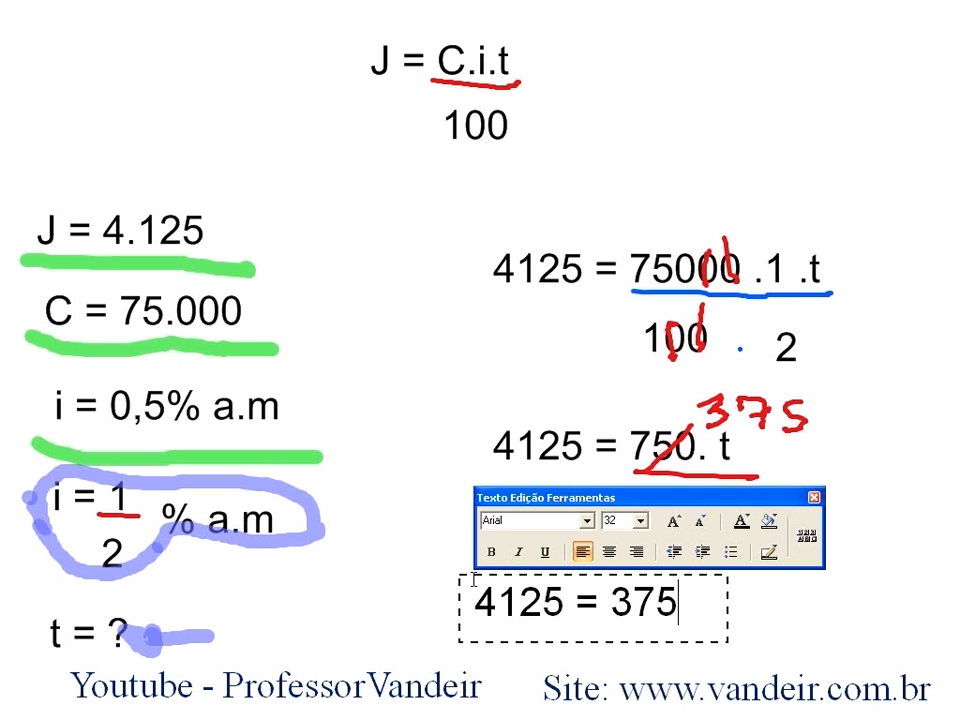 J = C.i.t
100
J = 4.125
C = 75.000
i = 0,5% a.m
i = 1 % a.m
2
t = ?
4125 = 75000 .1 .t
100 . 2
375
4125 = 750. t
Texto Edição Ferramentas
Arial 32 A A A
B I U
4125 = 375
Youtube - ProfessorVandeir
Site: www.vandeir.com.br